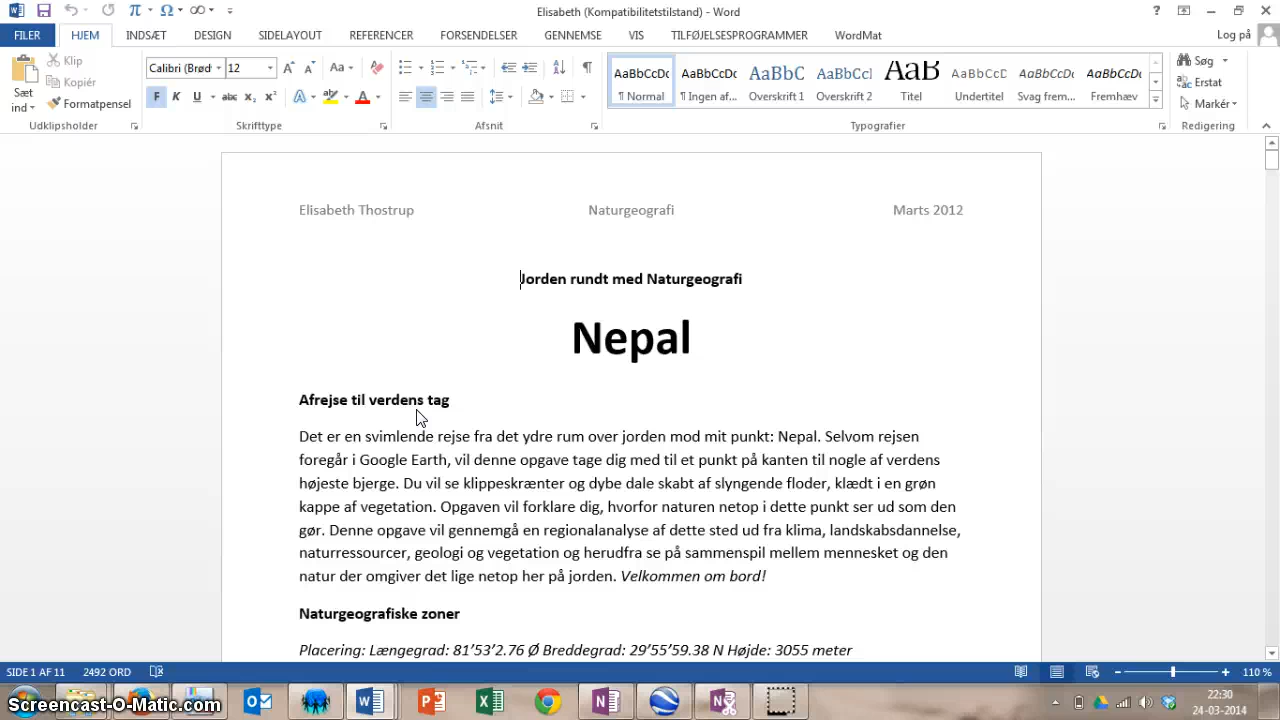 Elisabeth (Kompatibilitetstilstand) - Word
FILER HJEM INDSÆT DESIGN SIDELAYOUT REFERENCER FORSENDELSER GENNEMSE VIS TILFØJELSESPROGRAMMER WordMat Log på
Sæt ind
Klip
Kopiér
Formatpensel
Udklipsholder
Calibri (Brød 12
F K U abc x₂ x²
Skrifttype
Afsnit
AaBbCcDc AaBbCcDc AaBbC AaBbCcl AaB AaBbCcC AaBbCcDc AaBbCcDc
¶ Normal ¶ Ingen af... Overskrift 1 Overskrift 2 Titel Undertitel Svag frem... Fremhæv
Typografier
Søg
Erstat
Markér
Redigering
Elisabeth Thostrup Naturgeografi Marts 2012
Jorden rundt med Naturgeografi
Nepal
Afrejse til verdens tag
Det er en svimlende rejse fra det ydre rum over jorden mod mit punkt: Nepal. Selvom rejsen
foregår i Google Earth, vil denne opgave tage dig med til et punkt på kanten til nogle af verdens
højeste bjerge. Du vil se klippeskrænter og dybe dale skabt af slyngende floder, klædt i en grøn
kappe af vegetation. Opgaven vil forklare dig, hvorfor naturen netop i dette punkt ser ud som den
gør. Denne opgave vil gennemgå en regionalanalyse af dette sted ud fra klima, landskabsdannelse,
naturressourcer, geologi og vegetation og herudfra se på sammenspil mellem mennesket og den
natur der omgiver det lige netop her på jorden. Velkommen om bord!
Naturgeografiske zoner
Placering: Længegrad: 81’53’2.76 Ø Breddegrad: 29’55’59.38 N Højde: 3055 meter
SIDE 1 AF 11 2492 ORD 110 %
Screencast-O-Matic.com
22:30
24-03-2014